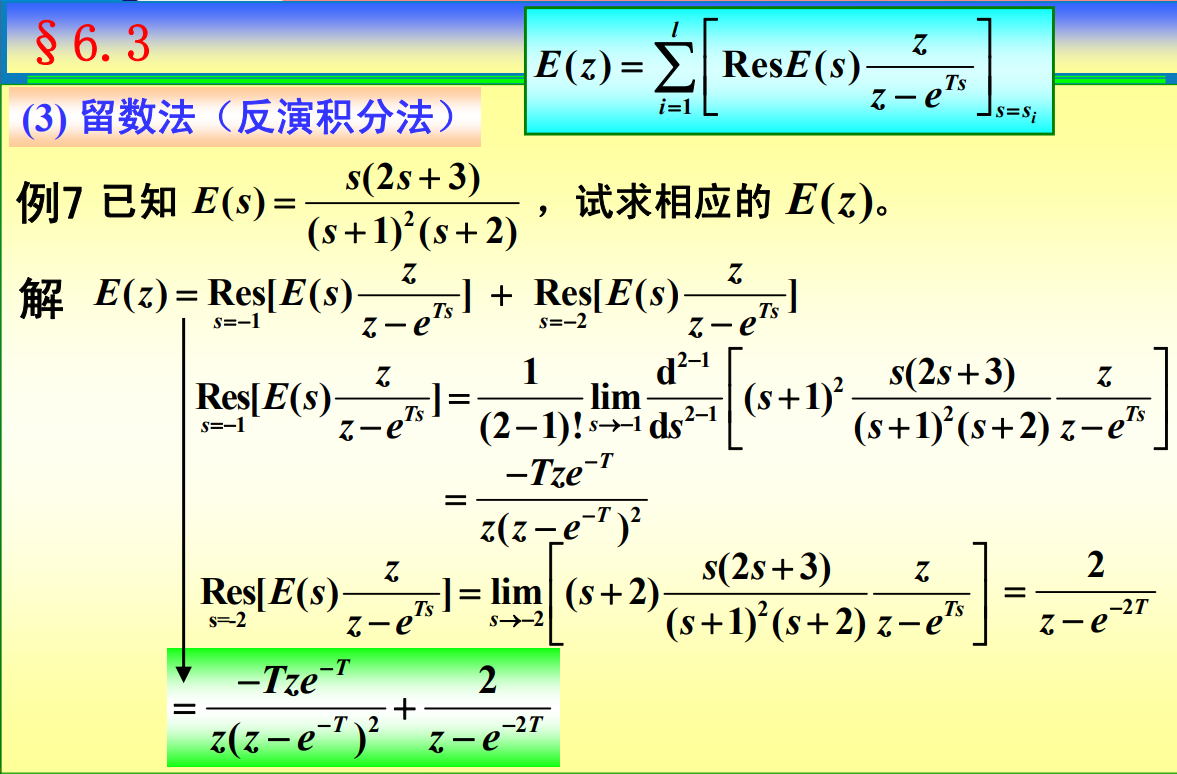 §6.3
E(z) = \sum_{i=1}^{l} \left[ \text{Res} E(s) \frac{z}{z - e^{Ts}} \right]_{s=s_i}
(3) 留数法（反演积分法）
例7 已知 E(s) = \frac{s(2s+3)}{(s+1)^2(s+2)} ，试求相应的 E(z)。
解 E(z) = \underset{s=-1}{\text{Res}}[E(s) \frac{z}{z - e^{Ts}}] + \underset{s=-2}{\text{Res}}[E(s) \frac{z}{z - e^{Ts}}]
\underset{s=-1}{\text{Res}}[E(s) \frac{z}{z - e^{Ts}}] = \frac{1}{(2-1)!} \lim_{s \to -1} \frac{\text{d}^{2-1}}{\text{d}s^{2-1}} \left[ (s+1)^2 \frac{s(2s+3)}{(s+1)^2(s+2)} \frac{z}{z - e^{Ts}} \right]
= \frac{-Tze^{-T}}{z(z - e^{-T})^2}
\underset{s=-2}{\text{Res}}[E(s) \frac{z}{z - e^{Ts}}] = \lim_{s \to -2} \left[ (s+2) \frac{s(2s+3)}{(s+1)^2(s+2)} \frac{z}{z - e^{Ts}} \right] = \frac{2}{z - e^{-2T}}
= \frac{-Tze^{-T}}{z(z - e^{-T})^2} + \frac{2}{z - e^{-2T}}